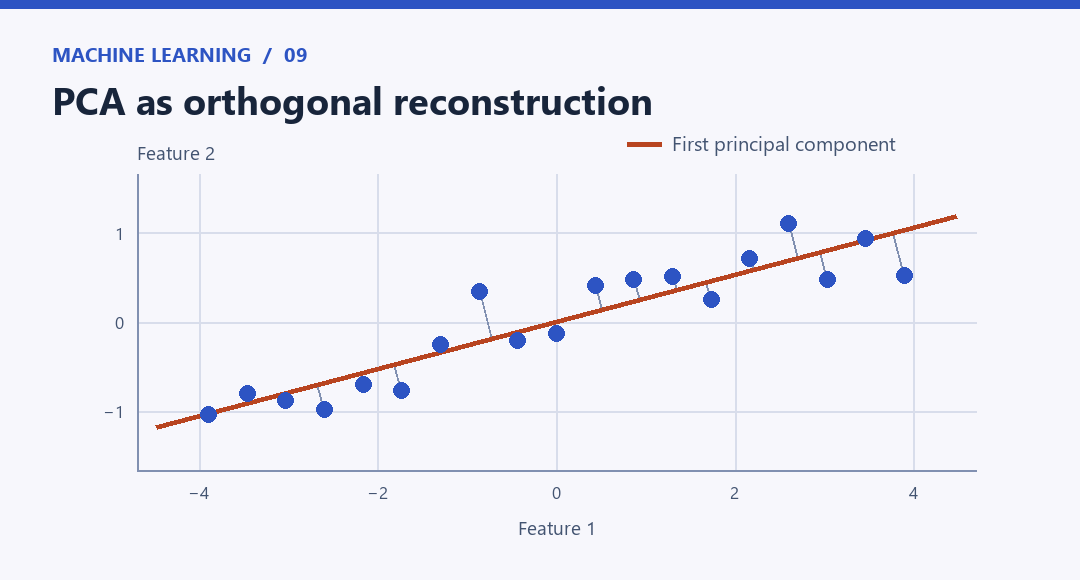 MACHINE LEARNING / 09
PCA as orthogonal reconstruction
First principal component
Feature 2
1
0
−1
−4 −2 0 2 4
Feature 1